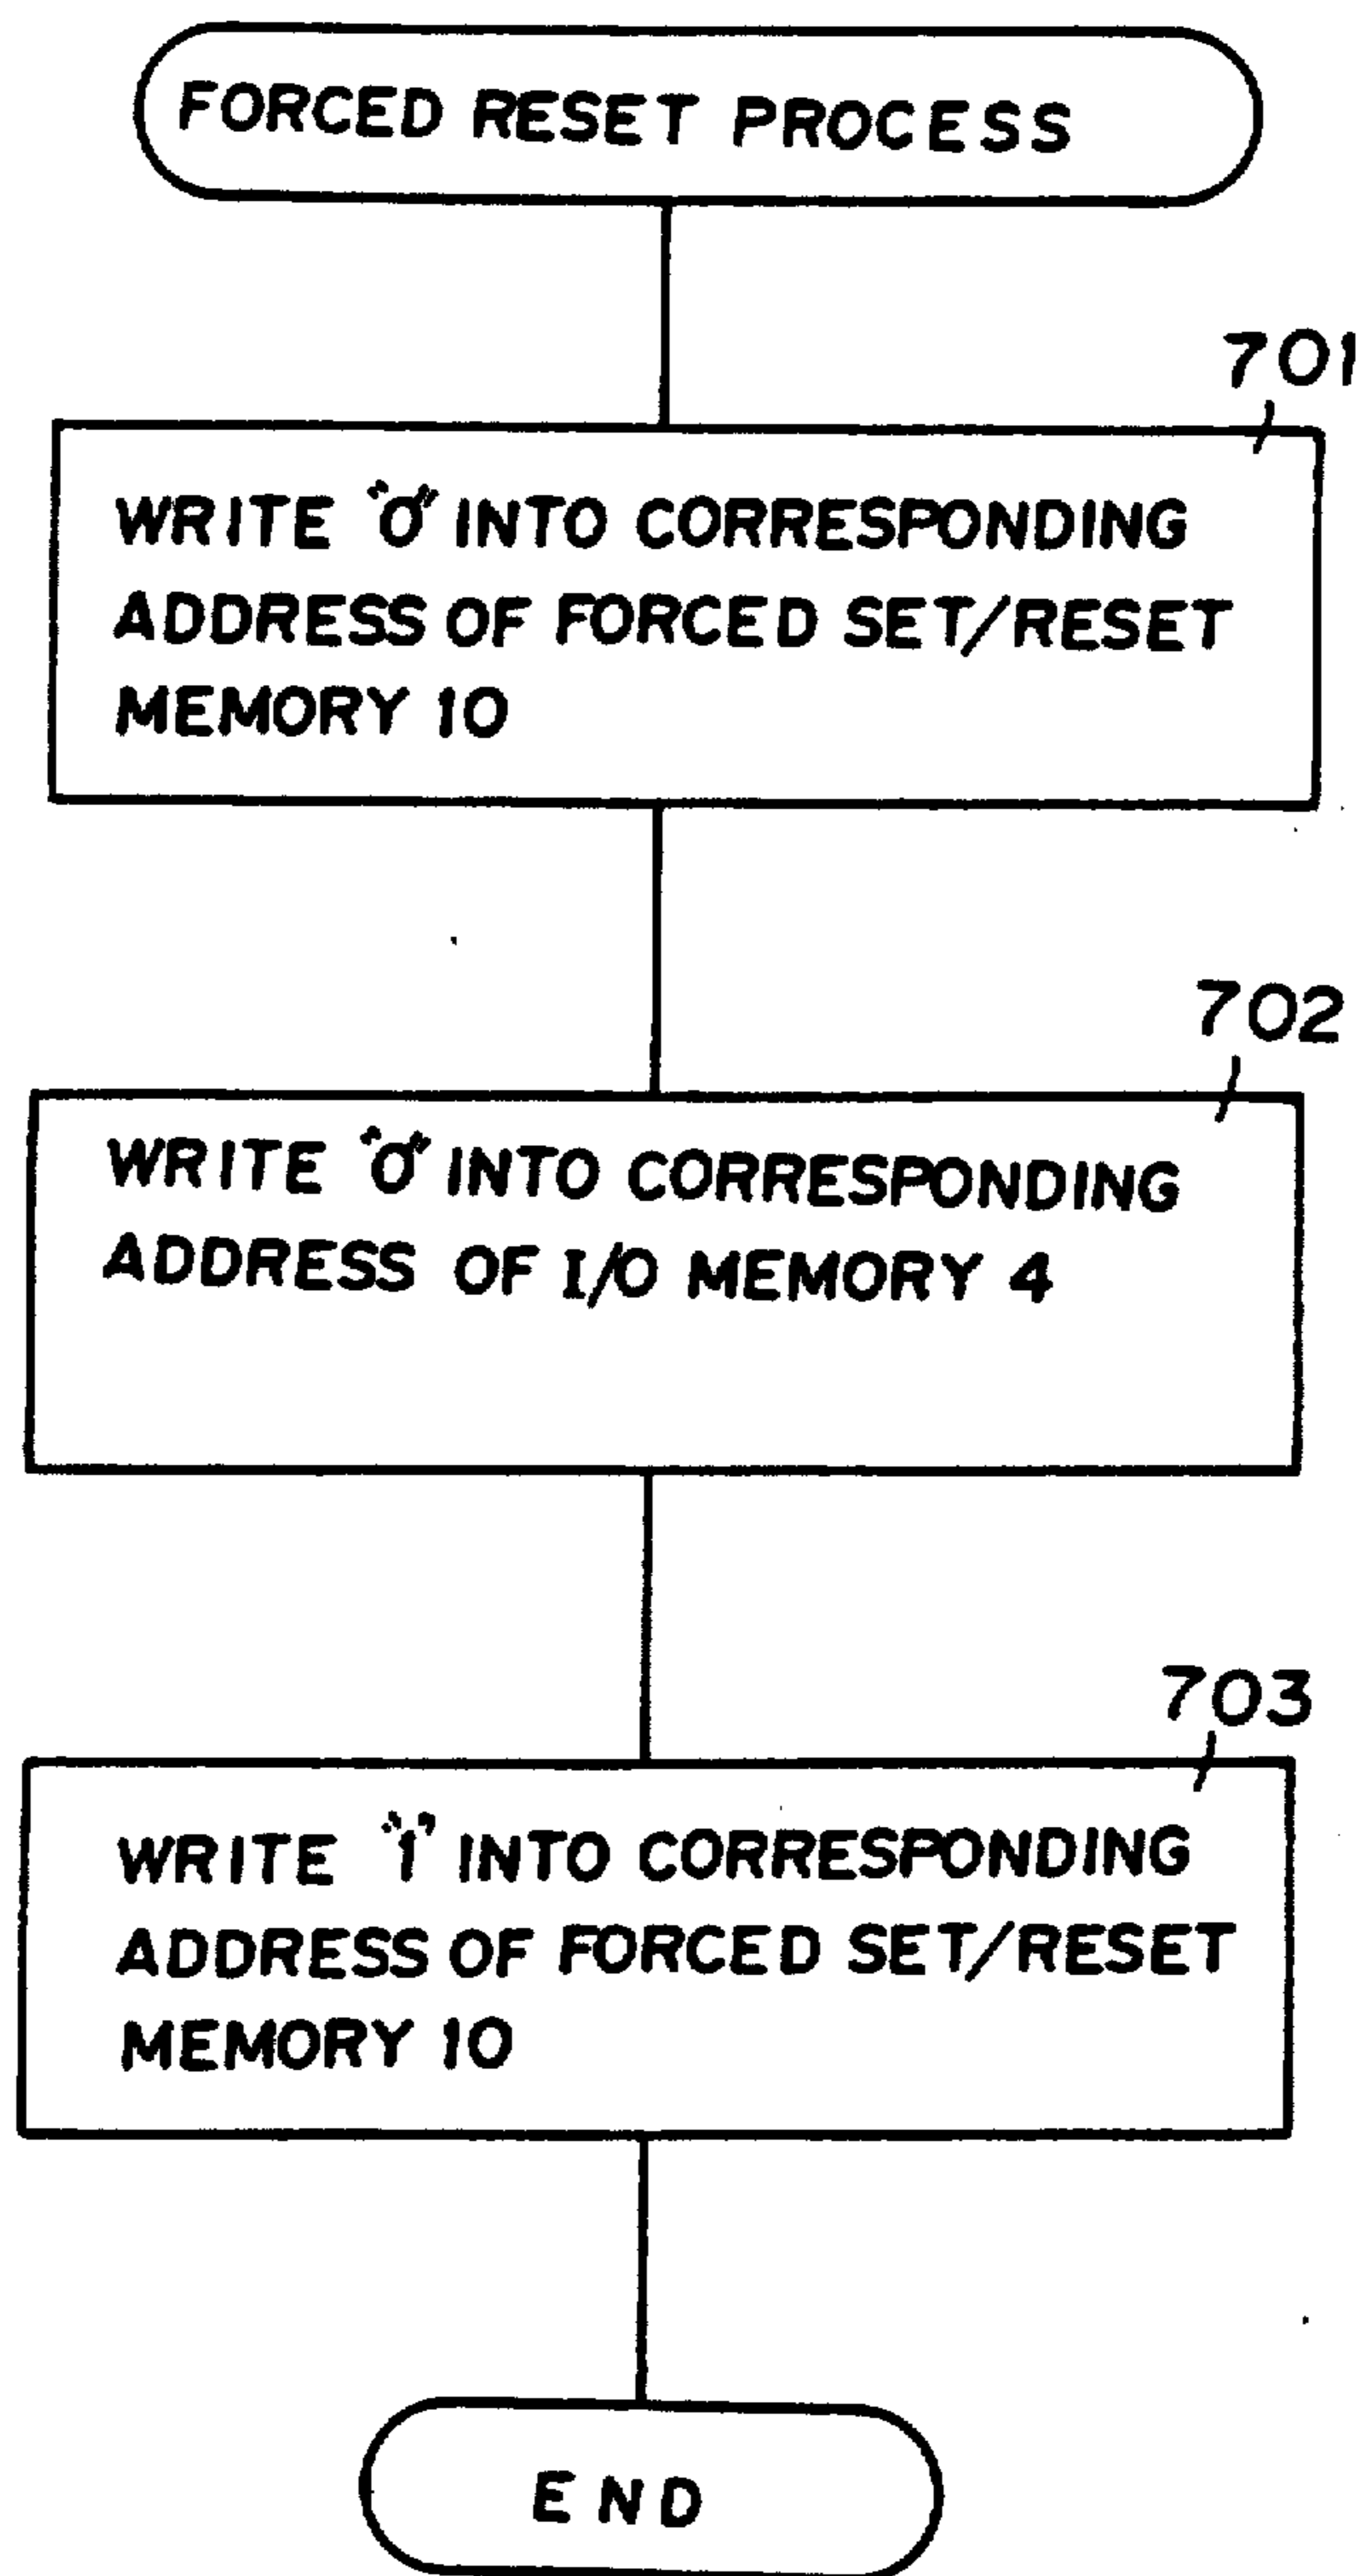 FORCED RESET PROCESS
701
WRITE "0" INTO CORRESPONDING
ADDRESS OF FORCED SET/RESET
MEMORY 10
702
WRITE "0" INTO CORRESPONDING
ADDRESS OF I/O MEMORY 4
703
WRITE "1" INTO CORRESPONDING
ADDRESS OF FORCED SET/RESET
MEMORY 10
END